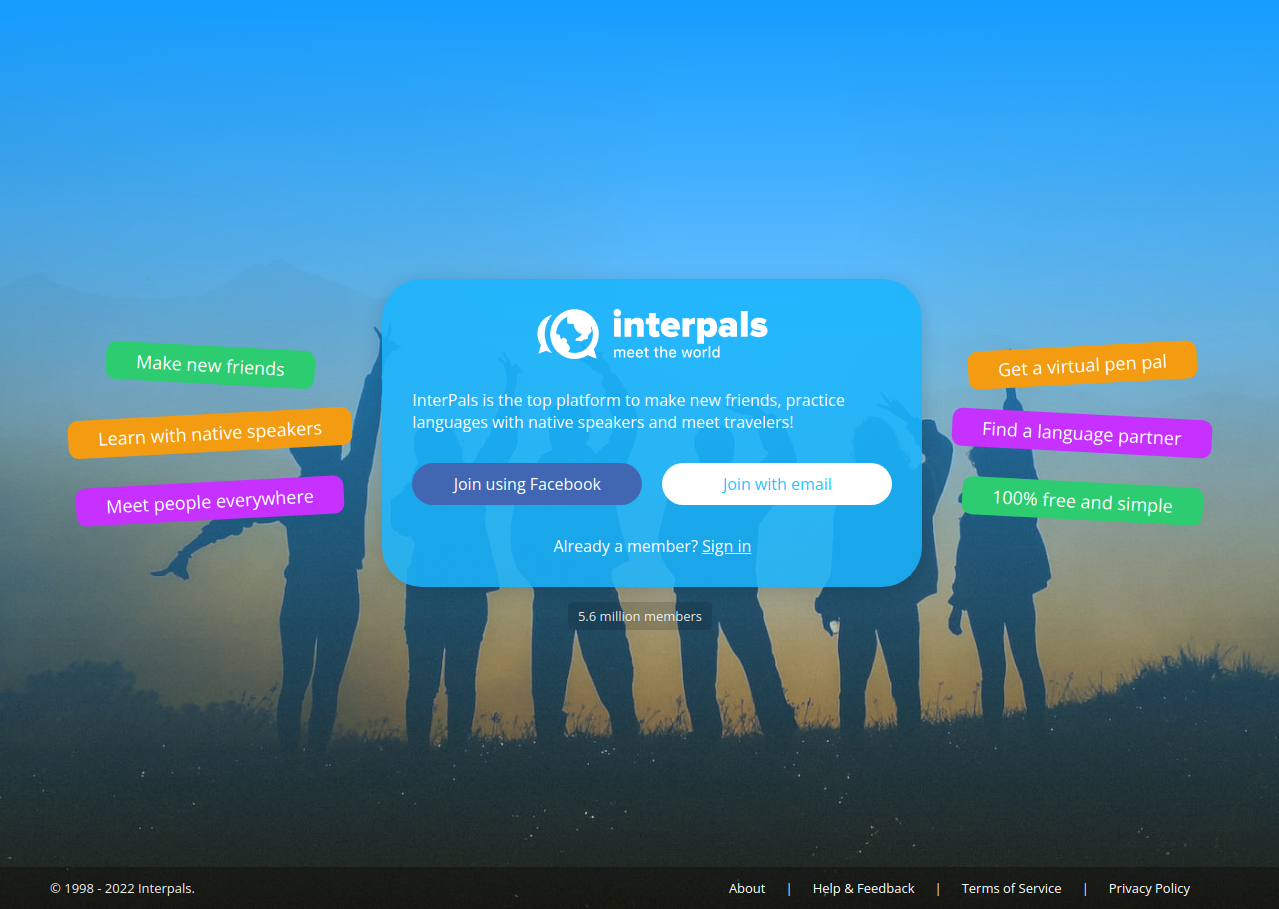 interpals
meet the world
Make new friends
Learn with native speakers
Meet people everywhere
InterPals is the top platform to make new friends, practice
languages with native speakers and meet travelers!
Join using Facebook
Join with email
Already a member? Sign in
Get a virtual pen pal
Find a language partner
100% free and simple
5.6 million members
© 1998 - 2022 Interpals.
About | Help & Feedback | Terms of Service | Privacy Policy